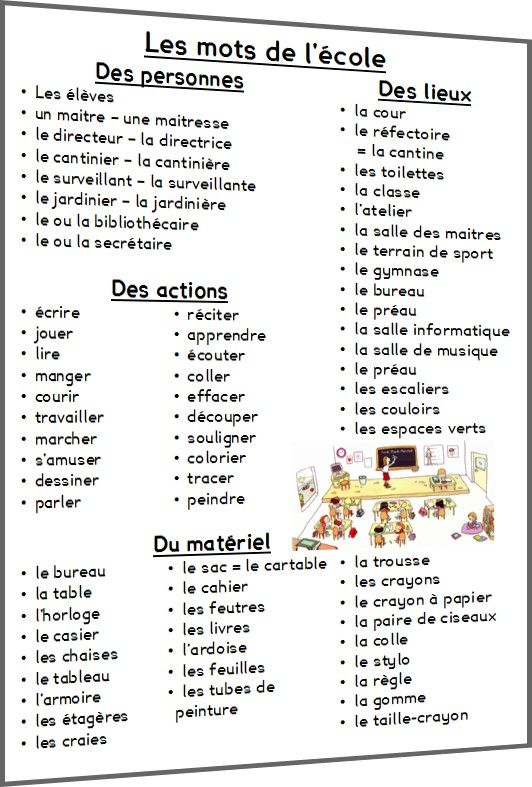 Les mots de l'école
Des personnes
• Les élèves
• un maitre – une maitresse
• le directeur – la directrice
• le cantinier – la cantinière
• le surveillant – la surveillante
• le jardinier – la jardinière
• le ou la bibliothécaire
• le ou la secrétaire
Des lieux
• la cour
• le réfectoire
= la cantine
• les toilettes
• la classe
• l'atelier
• la salle des maitres
• le terrain de sport
• le gymnase
• le bureau
• le préau
• la salle informatique
• la salle de musique
• le préau
• les escaliers
• les couloirs
• les espaces verts
Des actions
• écrire
• jouer
• lire
• manger
• courir
• travailler
• marcher
• s'amuser
• dessiner
• parler
• réciter
• apprendre
• écouter
• coller
• effacer
• découper
• souligner
• colorier
• tracer
• peindre
Du matériel
• le bureau
• la table
• l'horloge
• le casier
• les chaises
• le tableau
• l'armoire
• les étagères
• les craies
• le sac = le cartable
• le cahier
• les feutres
• les livres
• l'ardoise
• les feuilles
• les tubes de
peinture
• la trousse
• les crayons
• le crayon à papier
• la paire de ciseaux
• la colle
• le stylo
• la règle
• la gomme
• le taille-crayon